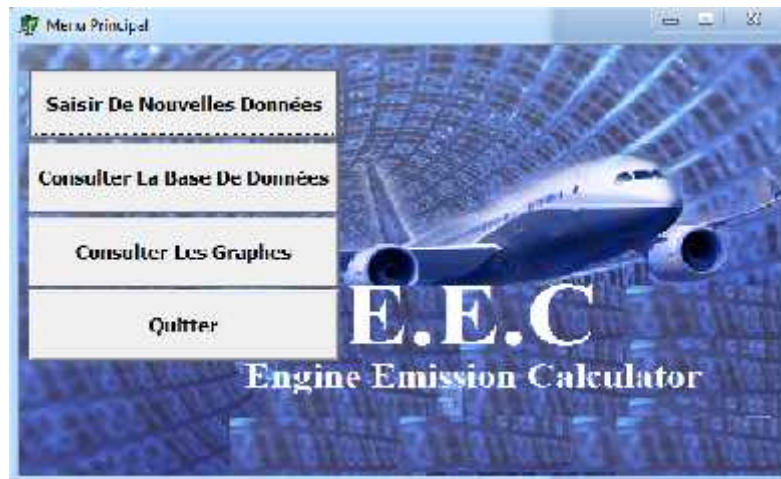 Menu Principal
Saisir De Nouvelles Données
Consulter La Base De Données
Consulter Les Graphes
Quitter
E.E.C
Engine Emission Calculator